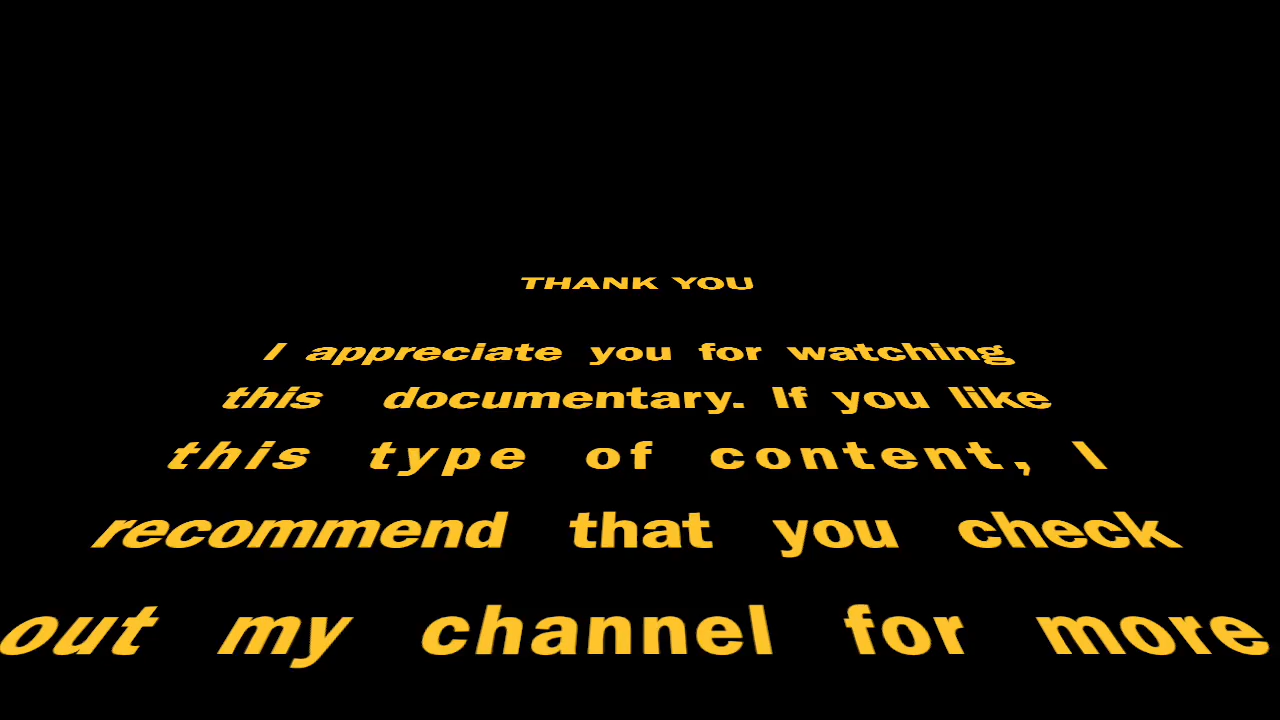 THANK YOU
I appreciate you for watching
this documentary. If you like
this type of content, I
recommend that you check
out my channel for more